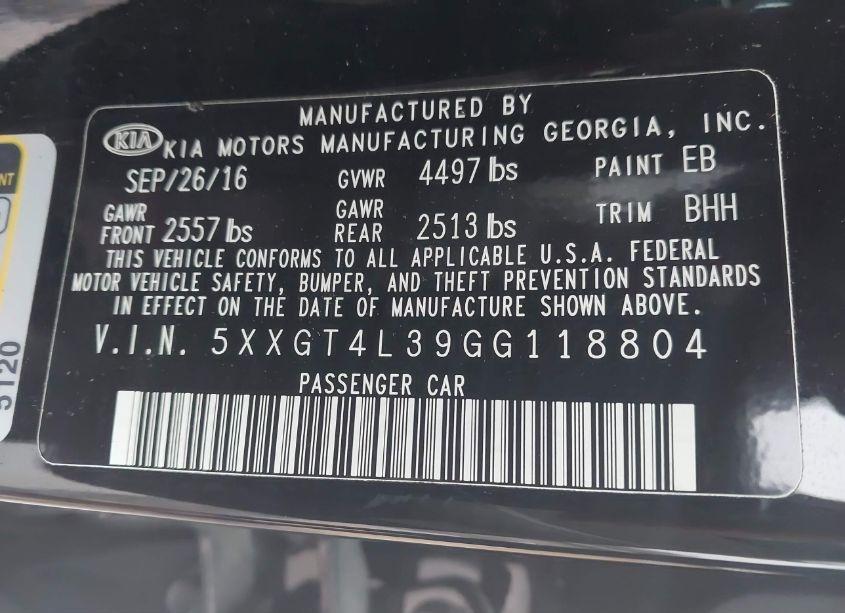 MANUFACTURED BY
KIA KIA MOTORS MANUFACTURING GEORGIA, INC.
SEP/26/16 GVWR 4497 lbs PAINT EB
GAWR FRONT 2557 lbs GAWR REAR 2513 lbs TRIM BHH
THIS VEHICLE CONFORMS TO ALL APPLICABLE U.S.A. FEDERAL
MOTOR VEHICLE SAFETY, BUMPER, AND THEFT PREVENTION STANDARDS
IN EFFECT ON THE DATE OF MANUFACTURE SHOWN ABOVE.
V.I.N. 5XXGT4L39GG118804
PASSENGER CAR